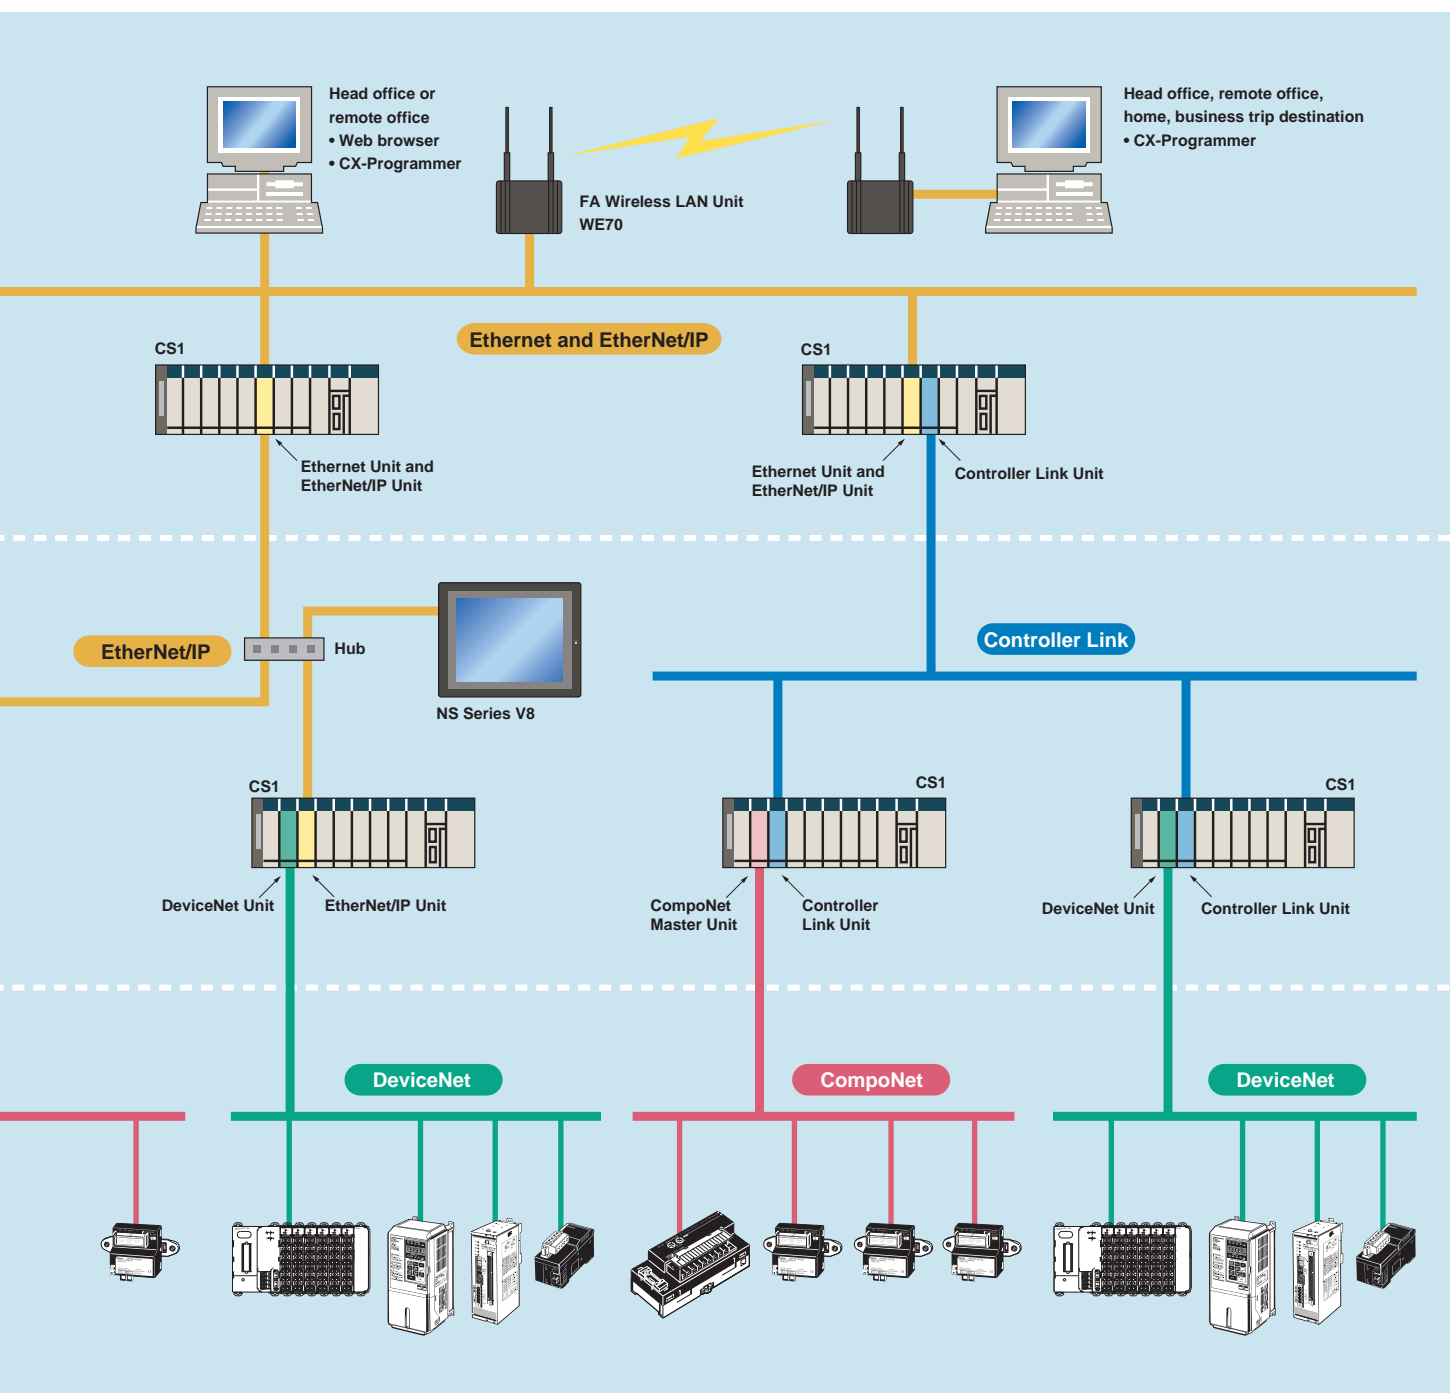 Head office or
remote office
• Web browser
• CX-Programmer
FA Wireless LAN Unit
WE70
Head office, remote office,
home, business trip destination
• CX-Programmer
Ethernet and EtherNet/IP
CS1
CS1
Ethernet Unit and
EtherNet/IP Unit
Ethernet Unit and
EtherNet/IP Unit
Controller Link Unit
EtherNet/IP
Hub
NS Series V8
Controller Link
CS1
CS1
CS1
DeviceNet Unit
EtherNet/IP Unit
CompoNet
Master Unit
Controller
Link Unit
DeviceNet Unit
Controller Link Unit
DeviceNet
CompoNet
DeviceNet